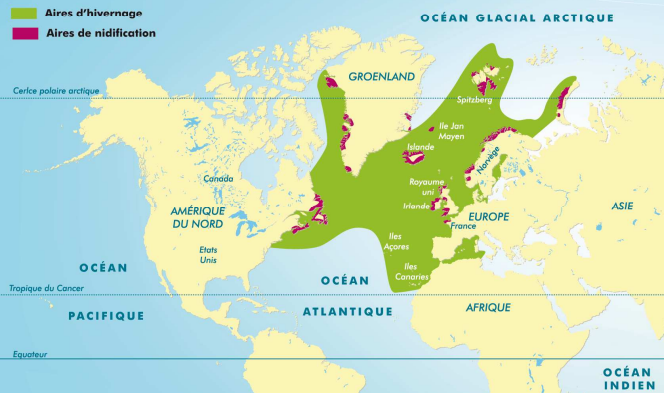 Aires d'hivernage
Aires de nidification
OCÉAN GLACIAL ARCTIQUE
GROENLAND
Cerlce polaire arctique
Spitzberg
Ile Jan
Mayen
Islande
Norvège
Canada
Royaume
uni
Irlande
AMÉRIQUE
DU NORD
EUROPE
ASIE
France
Iles
Açores
Etats
Unis
Iles
Canaries
OCÉAN
PACIFIQUE
OCÉAN
ATLANTIQUE
Tropique du Cancer
AFRIQUE
Equateur
OCÉAN
INDIEN